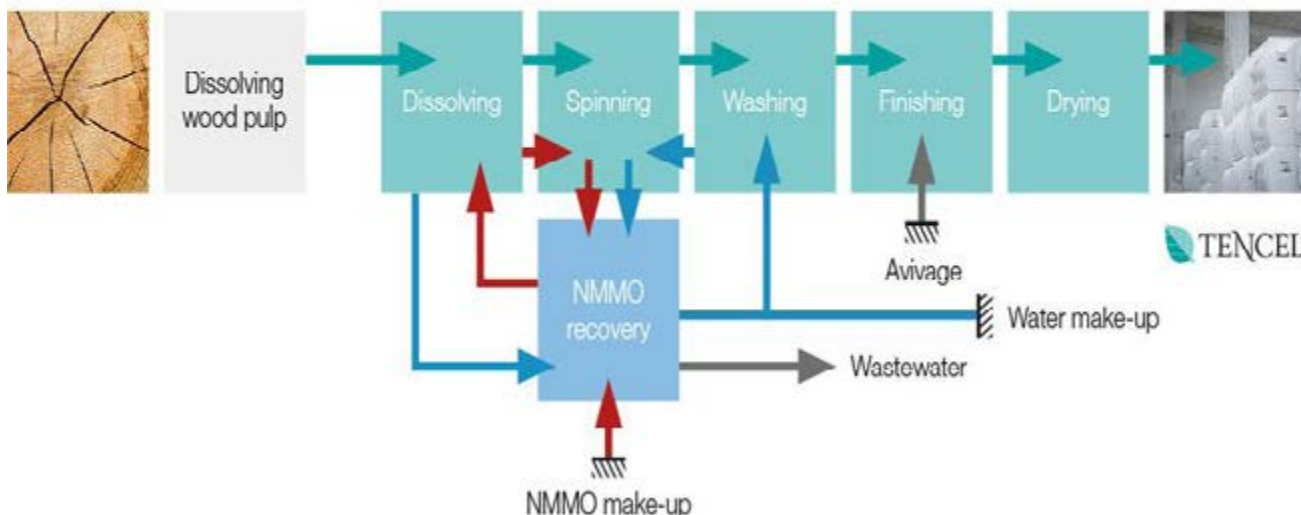 Dissolving
wood pulp
Dissolving
Spinning
Washing
Finishing
Drying
TENCEL
Avivage
NMMO
recovery
Water make-up
Wastewater
NMMO make-up